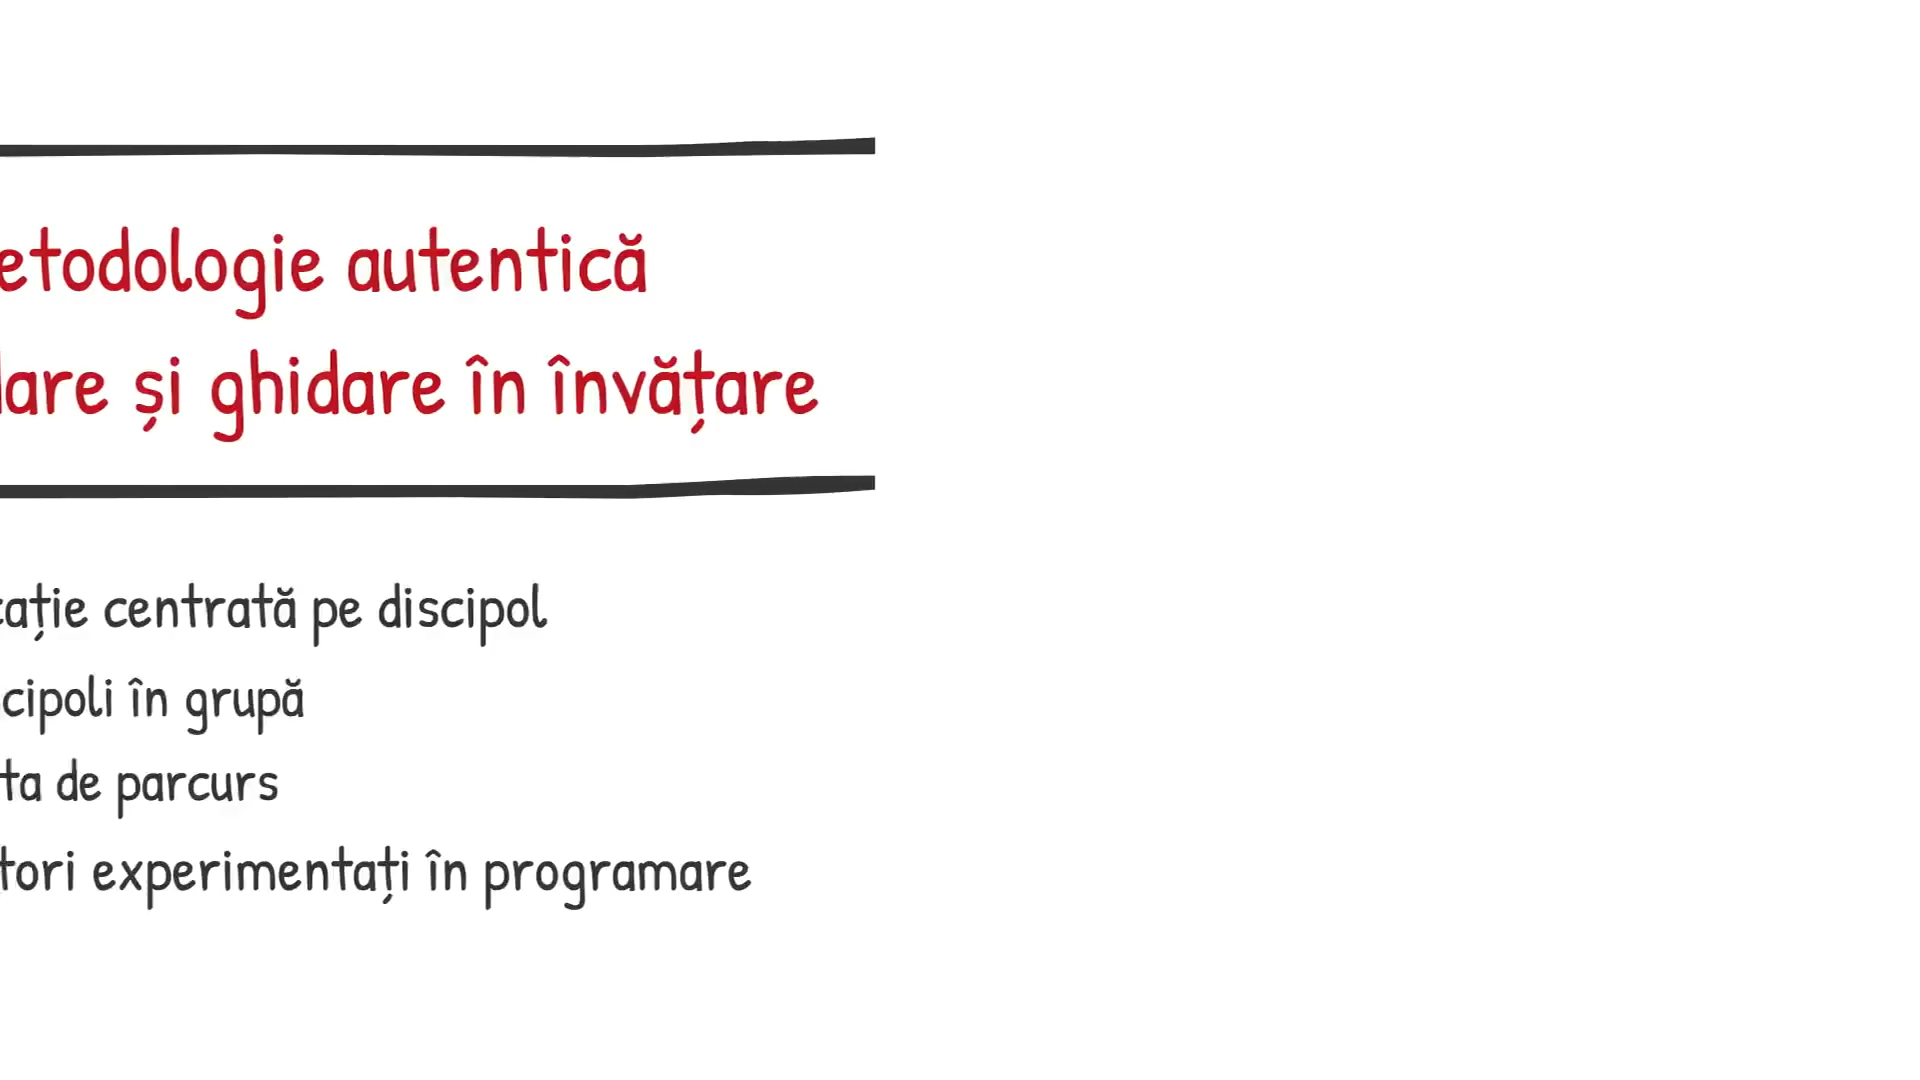 etodologie autentică
are și ghidare în învățare
cație centrată pe discipol
cipoli în grupă
ta de parcurs
tori experimentați în programare